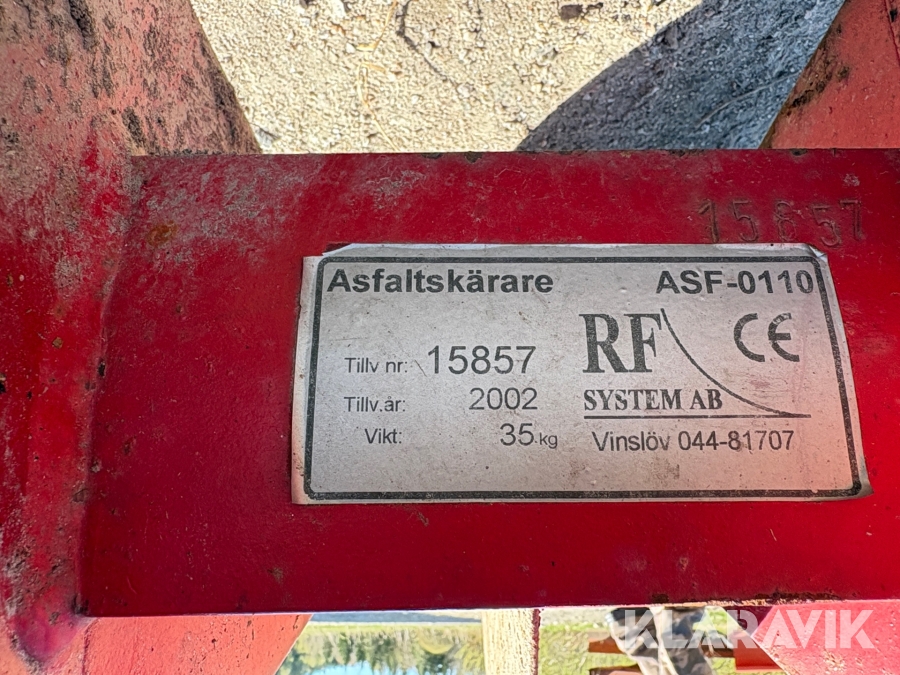 15857
Asfaltskärare ASF-0110
Tillv nr: 15857
Tillv.år: 2002
Vikt: 35 kg
RF
SYSTEM AB
CE
Vinslöv 044-81707
KLARAVIK